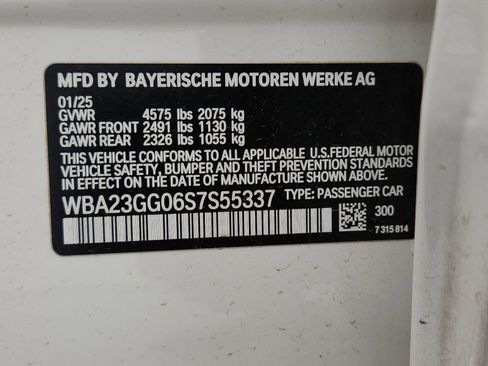 MFD BY BAYERISCHE MOTOREN WERKE AG
01/25
GVWR 4575 lbs 2075 kg
GAWR FRONT 2491 lbs 1130 kg
GAWR REAR 2326 lbs 1055 kg
THIS VEHICLE CONFORMS TO ALL APPLICABLE U.S.FEDERAL MOTOR
VEHICLE SAFETY, BUMPER AND THEFT PREVENTION STANDARDS
IN EFFECT ON THE DATE OF MANUFACTURE SHOWN ABOVE.
WBA23GG06S7S55337 TYPE: PASSENGER CAR
300
7 315 814